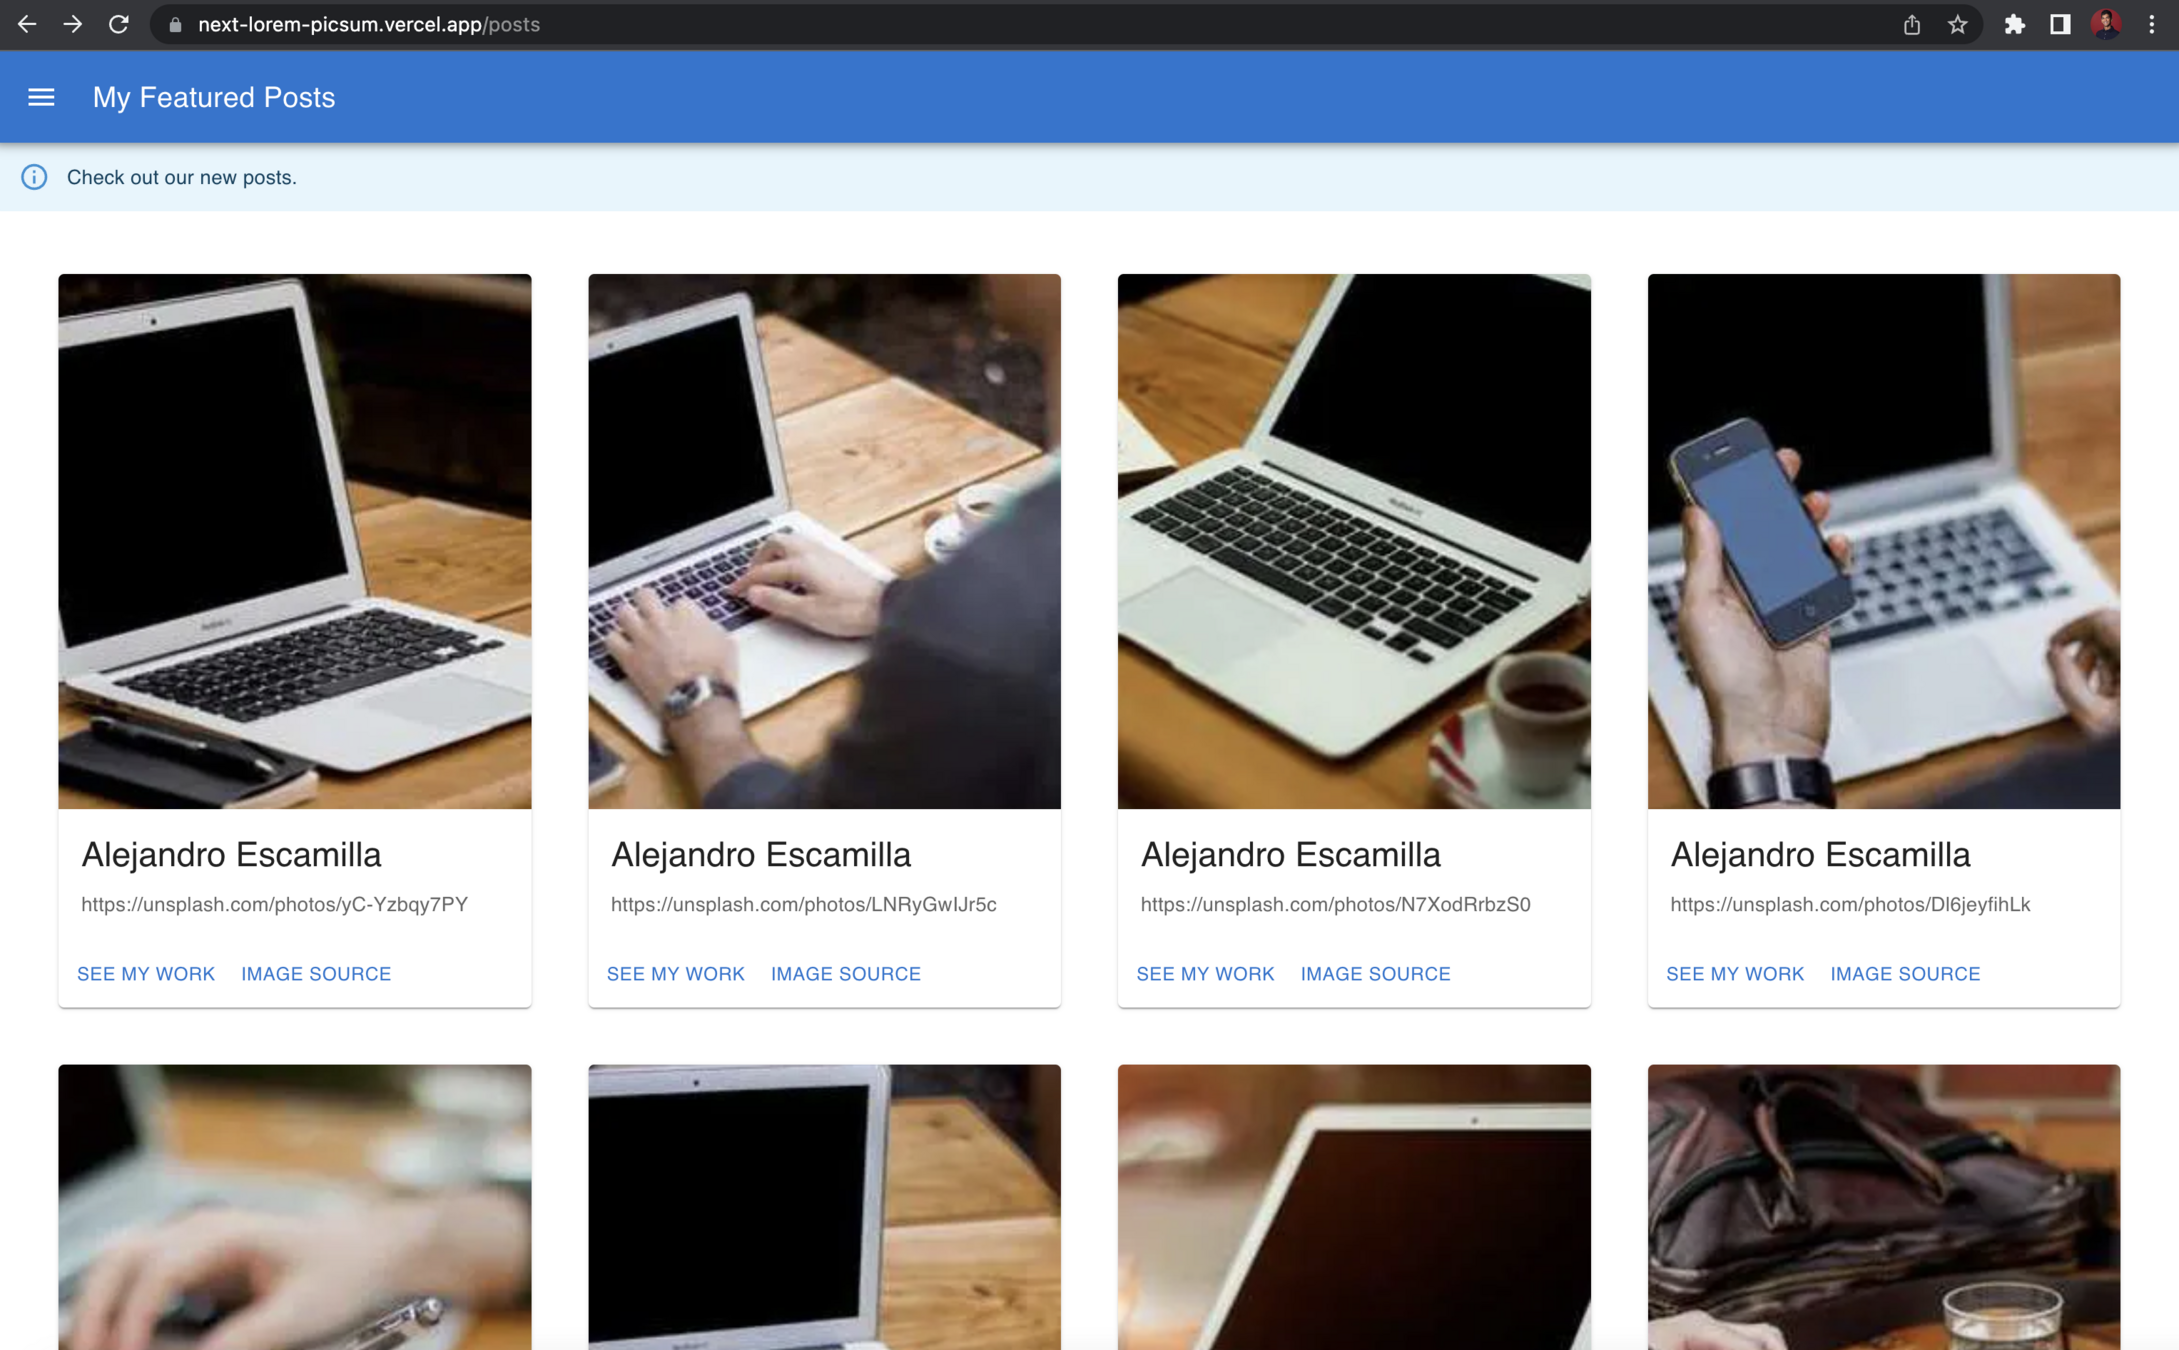 next-lorem-picsum.vercel.app/posts
My Featured Posts
Check out our new posts.
Alejandro Escamilla
https://unsplash.com/photos/yC-Yzbqy7PY
SEE MY WORK IMAGE SOURCE
Alejandro Escamilla
https://unsplash.com/photos/LNRyGwIJr5c
SEE MY WORK IMAGE SOURCE
Alejandro Escamilla
https://unsplash.com/photos/N7XodRrbzS0
SEE MY WORK IMAGE SOURCE
Alejandro Escamilla
https://unsplash.com/photos/Dl6jeyfihLk
SEE MY WORK IMAGE SOURCE